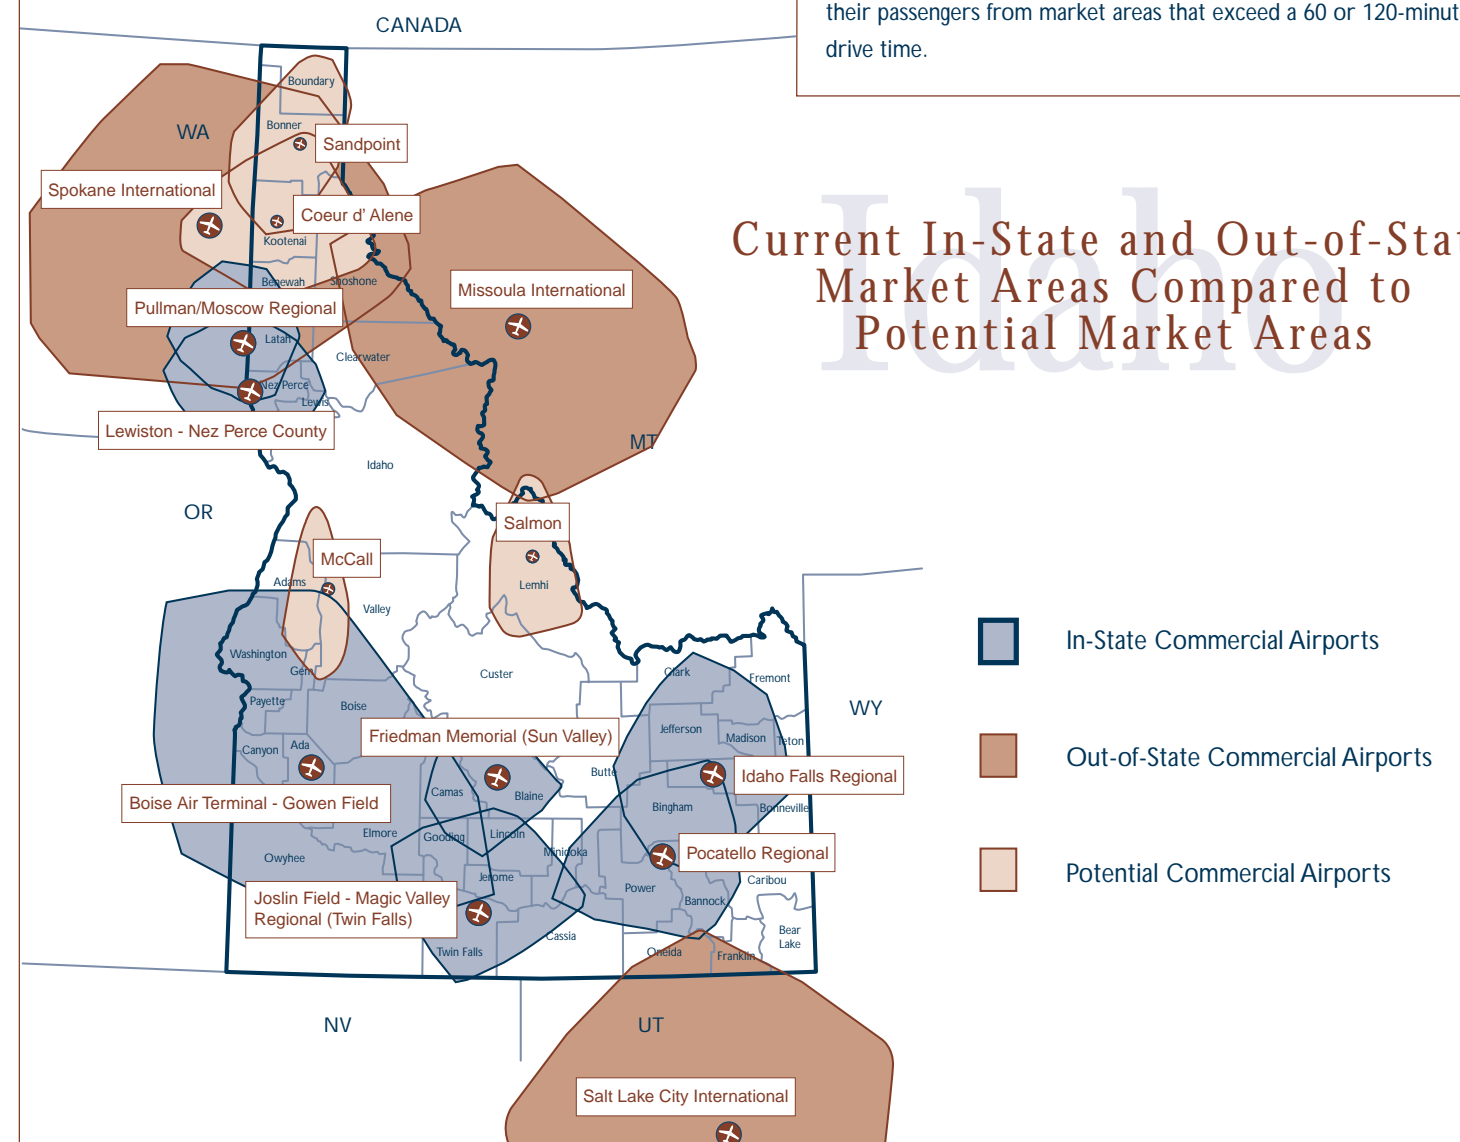 their passengers from market areas that exceed a 60 or 120-minut
drive time.
CANADA
Idaho
Current In-State and Out-of-Stat
Market Areas Compared to
Potential Market Areas
Boundary
WA
Bonner
Sandpoint
Spokane International
Coeur d' Alene
Kootenai
Benewah
Shoshone
Missoula International
Pullman/Moscow Regional
Latah
Clearwater
Nez Perce
Lewis
Lewiston - Nez Perce County
MT
Idaho
OR
Salmon
McCall
Adams
Lemhi
Valley
Washington
Gem
Custer
Clark
Fremont
Payette
Boise
WY
Jefferson
Madison
Teton
Friedman Memorial (Sun Valley)
Canyon
Ada
Butte
Idaho Falls Regional
Camas
Blaine
Boise Air Terminal - Gowen Field
Bingham
Bonneville
Elmore
Gooding
Lincoln
Minidoka
Pocatello Regional
Owyhee
Jerome
Power
Caribou
Bannock
Joslin Field - Magic Valley
Regional (Twin Falls)
Cassia
Bear
Lake
Twin Falls
Oneida
Franklin
NV
UT
Salt Lake City International
In-State Commercial Airports
Out-of-State Commercial Airports
Potential Commercial Airports